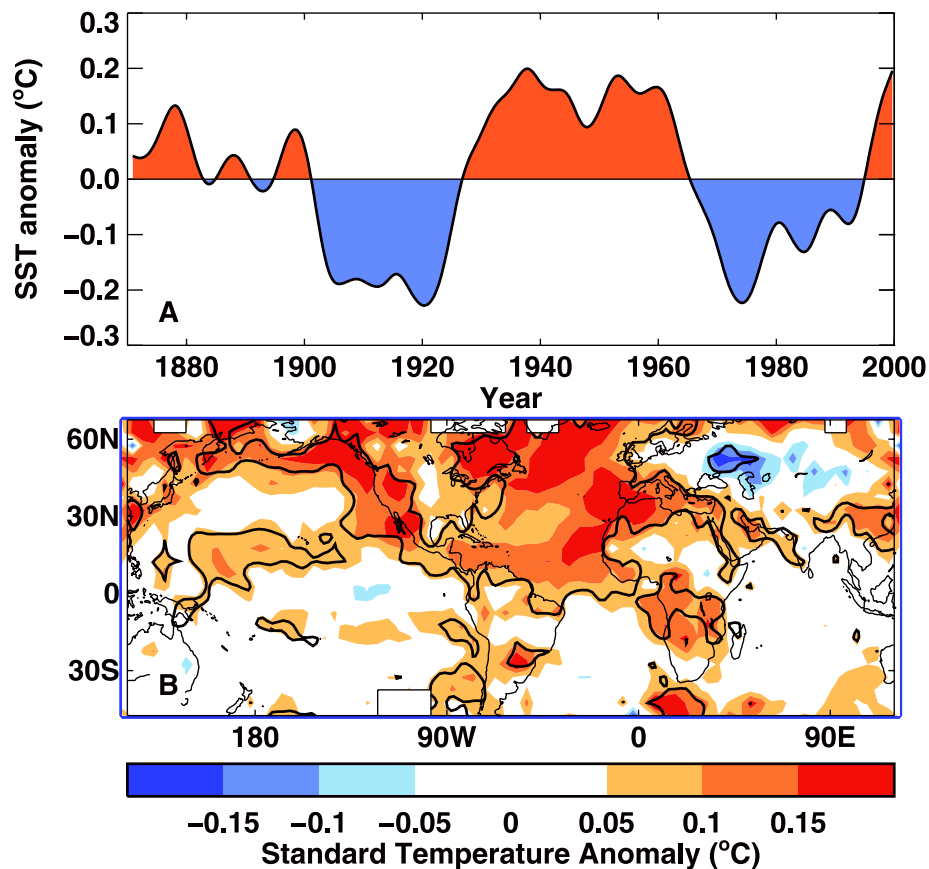 0.3
0.2
0.1
0.0
−0.1
−0.2
−0.3
SST anomaly (°C)
A
1880 1900 1920 1940 1960 1980 2000
Year
60N
30N
0
30S
B
180 90W 0 90E
−0.15 −0.1 −0.05 0 0.05 0.1 0.15
Standard Temperature Anomaly (°C)